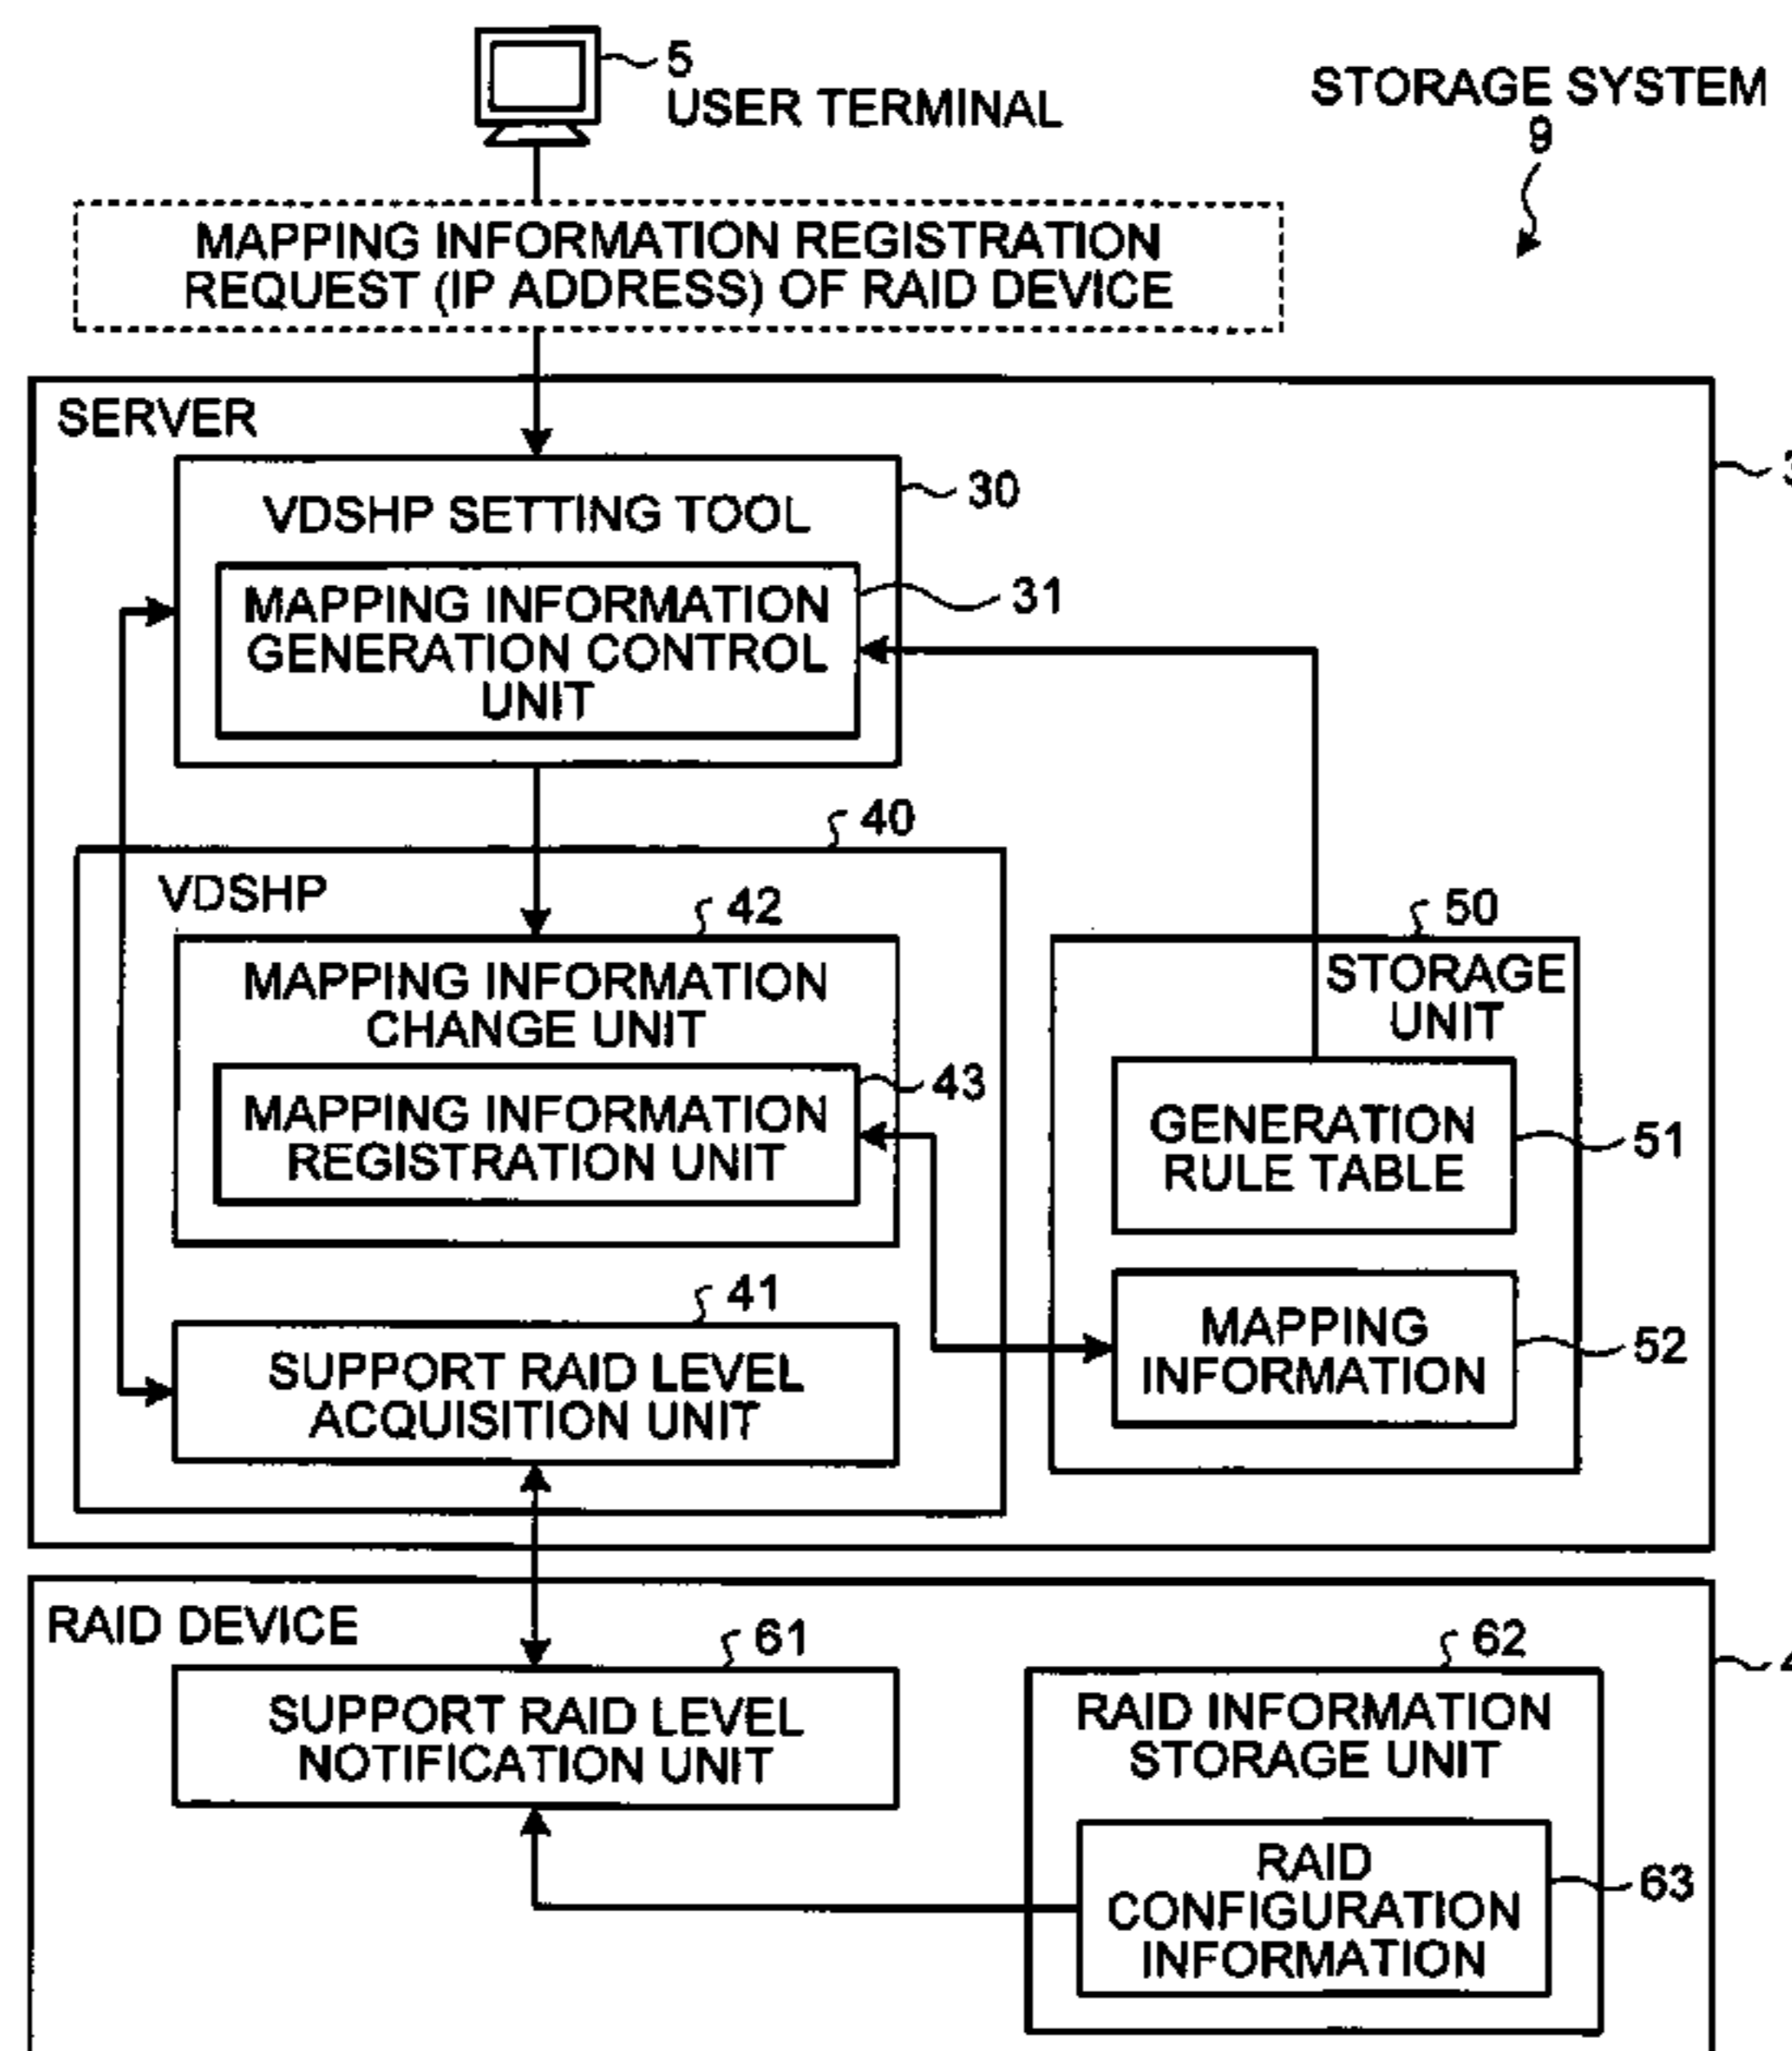 5
USER TERMINAL
STORAGE SYSTEM
9
MAPPING INFORMATION REGISTRATION
REQUEST (IP ADDRESS) OF RAID DEVICE
SERVER
3
30
VDSHP SETTING TOOL
31
MAPPING INFORMATION
GENERATION CONTROL
UNIT
40
VDSHP
42
MAPPING INFORMATION
CHANGE UNIT
43
MAPPING INFORMATION
REGISTRATION UNIT
50
STORAGE
UNIT
GENERATION
RULE TABLE
51
MAPPING
INFORMATION
52
41
SUPPORT RAID LEVEL
ACQUISITION UNIT
RAID DEVICE
4
61
SUPPORT RAID LEVEL
NOTIFICATION UNIT
62
RAID INFORMATION
STORAGE UNIT
RAID
CONFIGURATION
INFORMATION
63